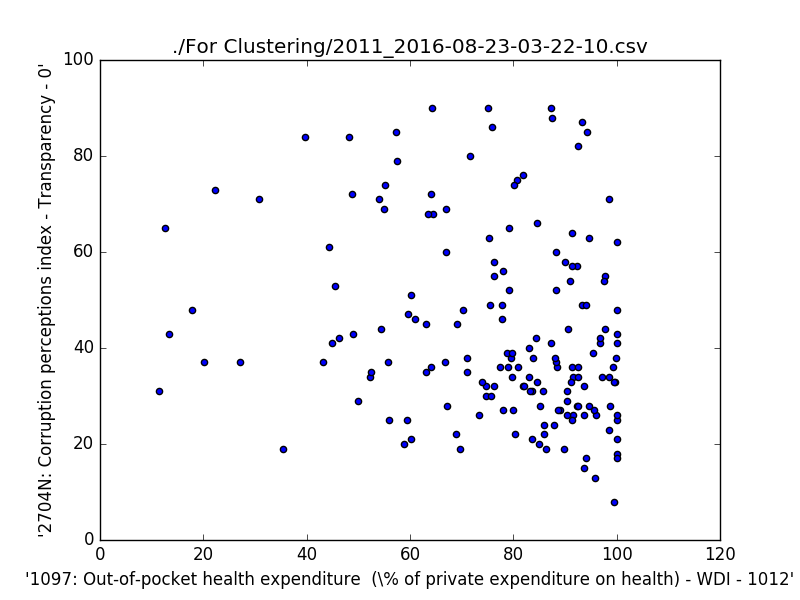 ./For Clustering/2011_2016-08-23-03-22-10.csv
100
80
60
40
20
0
'2704N: Corruption perceptions index - Transparency - 0'
0 20 40 60 80 100 120
'1097: Out-of-pocket health expenditure  (\% of private expenditure on health) - WDI - 1012'